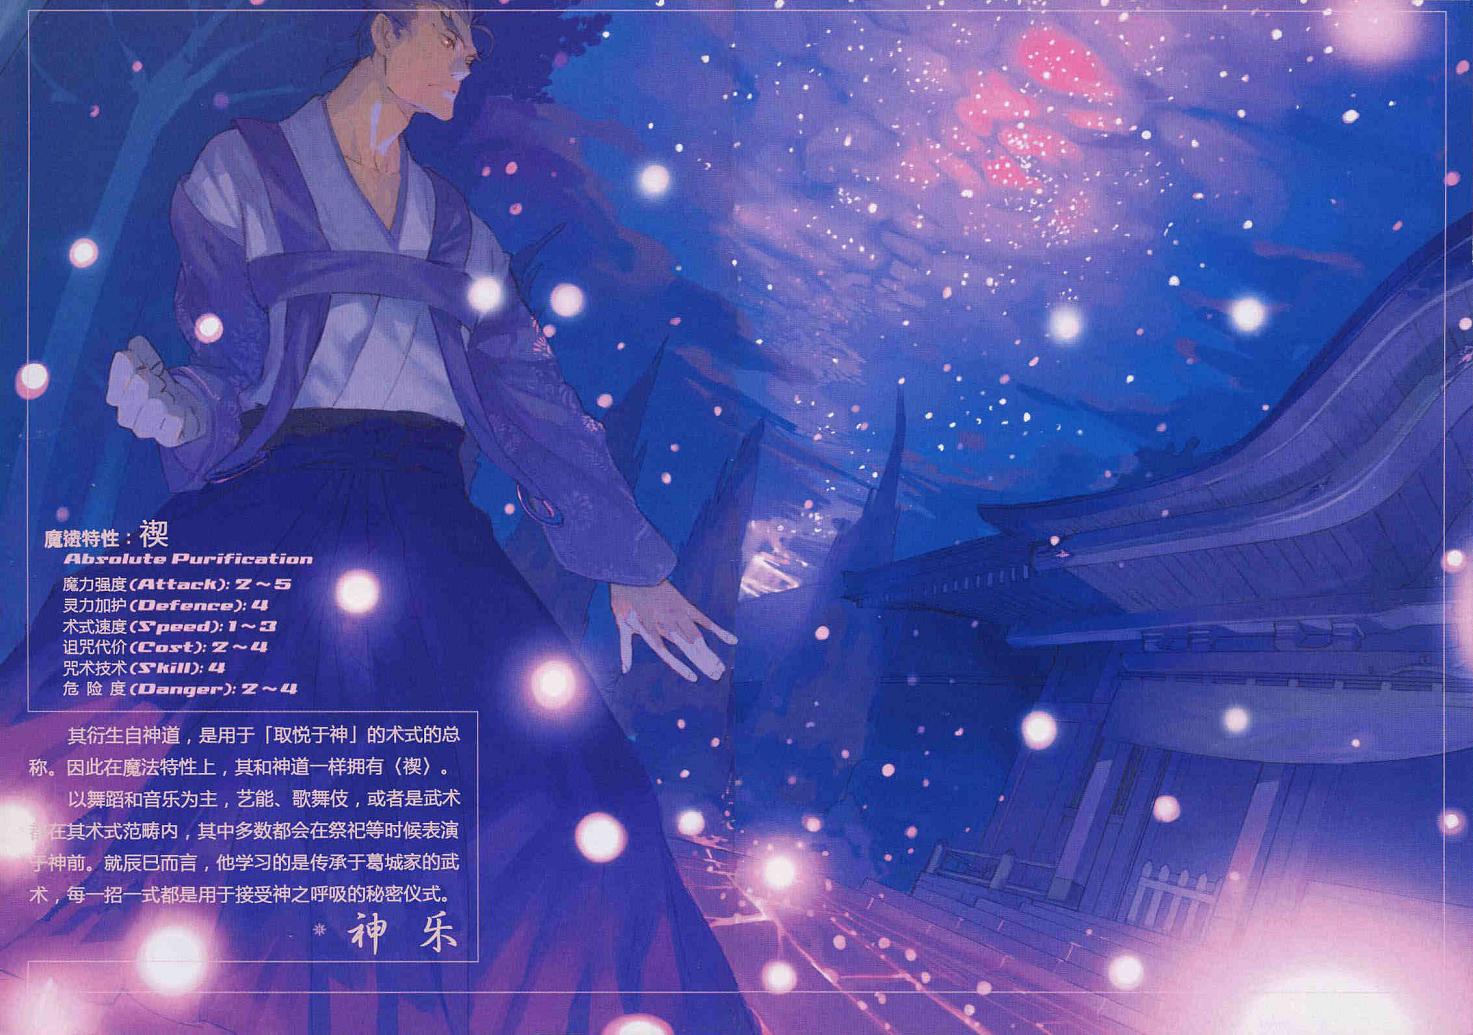 魔法特性：禊
Absolute Purification
魔力强度(Attack): 2～5
灵力加护(Defence): 4
术式速度(Speed): 1～3
诅咒代价(Cost): 2～4
咒术技术(Skill): 4
危险度(Danger): 2～4
其衍生自神道，是用于「取悦于神」的术式的总
称。因此在魔法特性上，其和神道一样拥有〈禊〉。
以舞蹈和音乐为主，艺能、歌舞伎，或者是武术
都在其术式范畴内，其中多数都会在祭祀等时候表演
于神前。就辰巳而言，他学习的是传承于葛城家的武
术，每一招一式都是用于接受神之呼吸的秘密仪式。
神乐